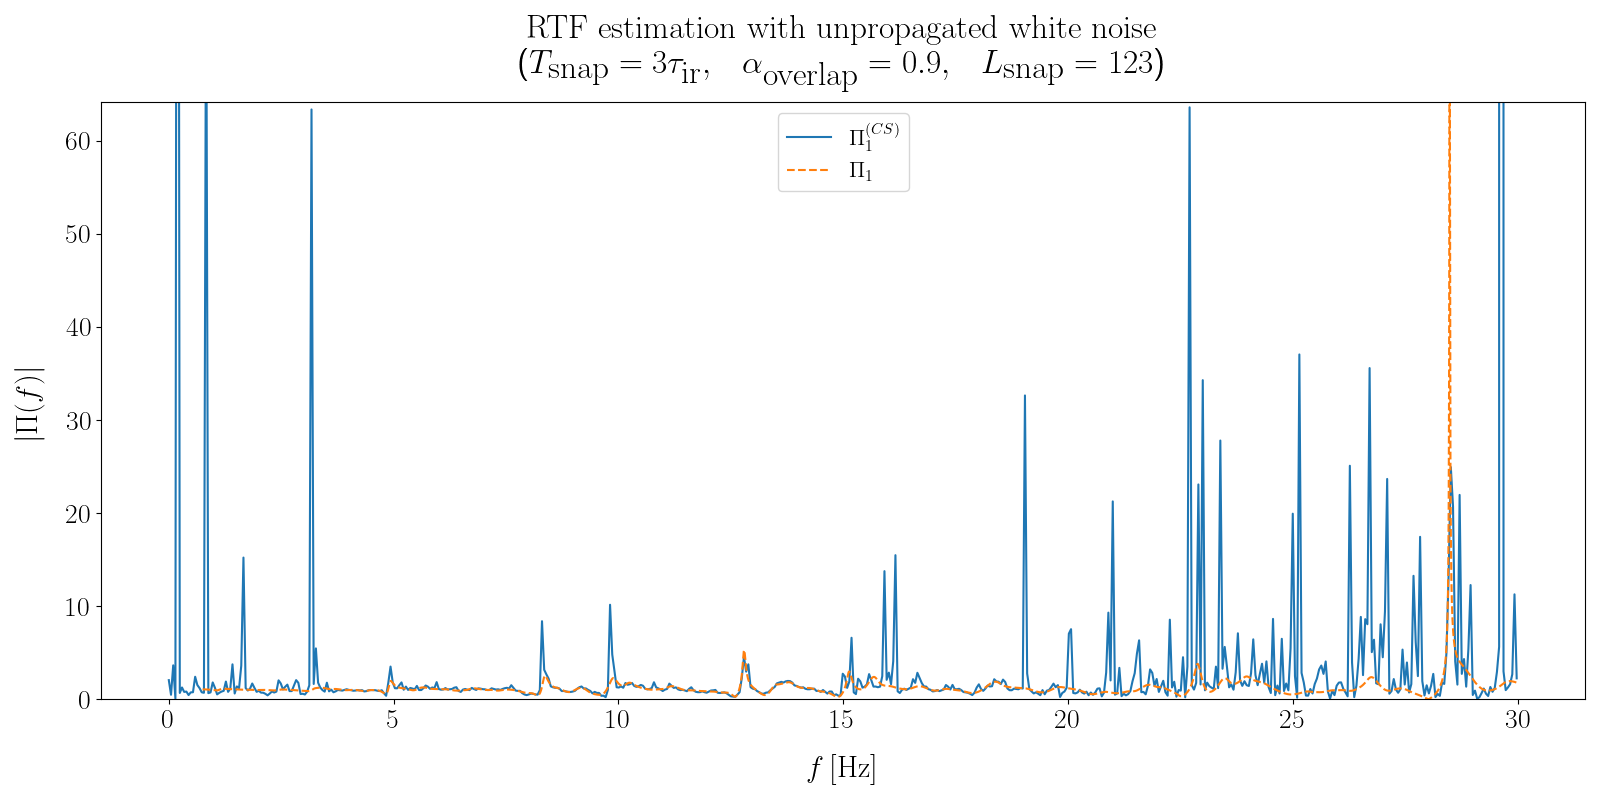 RTF estimation with unpropagated white noise
(T_snap = 3τ_ir, α_overlap = 0.9, L_snap = 123)
60
50
40
30
20
10
0
|Π(f)|
Π_1^(CS)
Π_1
0 5 10 15 20 25 30
f [Hz]